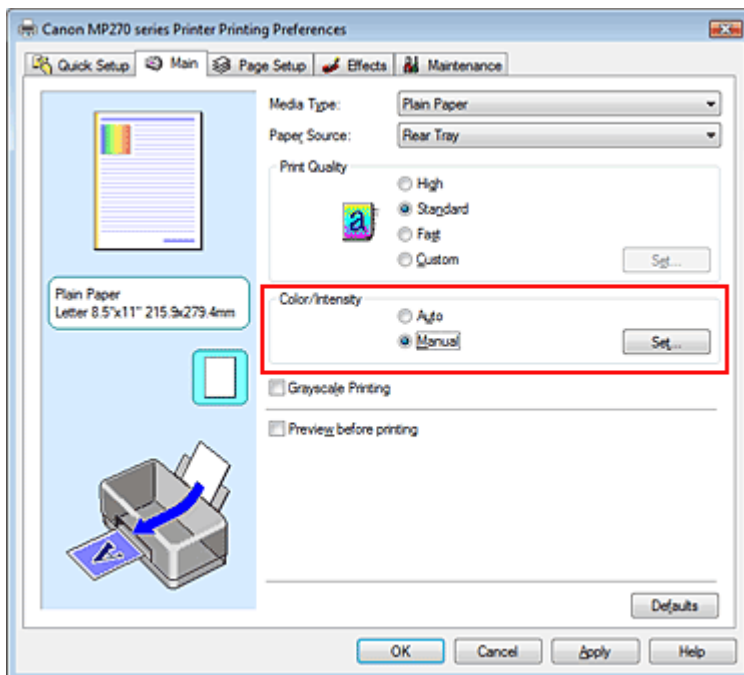 Canon MP270 series Printer Printing Preferences
Quick Setup Main Page Setup Effects Maintenance
Media Type: Plain Paper
Paper Source: Rear Tray
Print Quality
High
a Standard
Fast
Custom Set...
Plain Paper
Letter 8.5"x11" 215.9x279.4mm
Color/Intensity
Auto
Manual Set...
Grayscale Printing
Preview before printing
A
Defaults
OK Cancel Apply Help